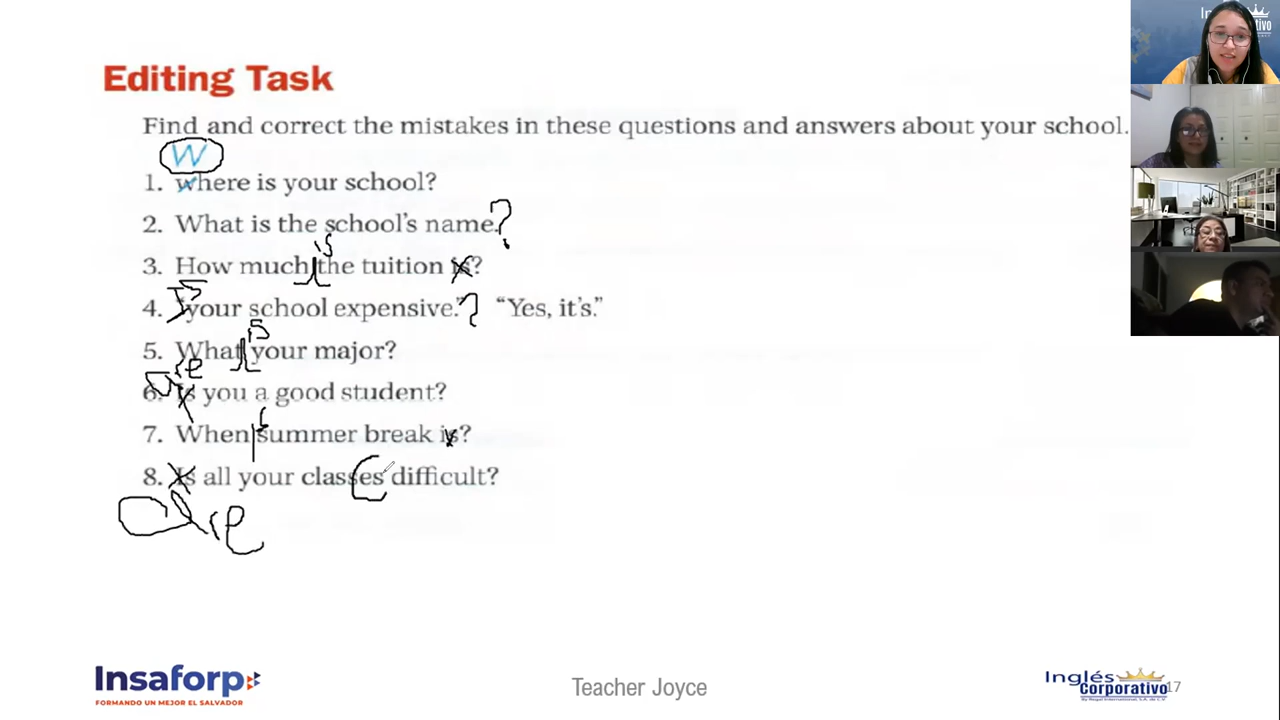 Editing Task
Find and correct the mistakes in these questions and answers about your school.
W
1. where is your school?
2. What is the school's name. ?
is
3. How much the tuition is?
Is
4. "your school expensive." ? "Yes, it's."
is
5. What your major?
Are
6. Is you a good student?
is
7. When summer break is?
8. Is all your classes difficult?
Are
Insaforp
FORMANDO UN MEJOR EL SALVADOR
Teacher Joyce
Inglés
Corporativo
17